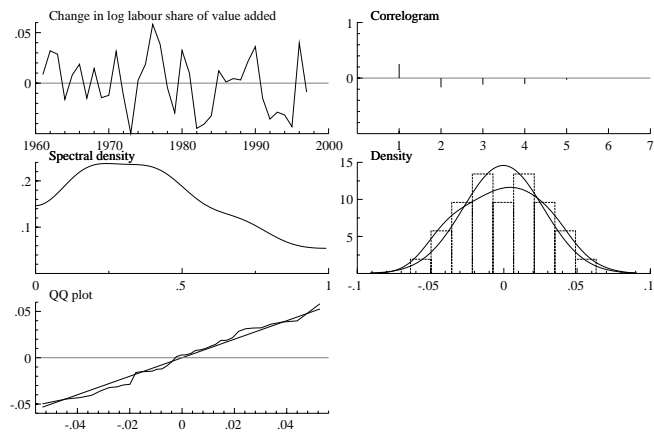 Change in log labour share of value added
.05
0
1960 1970 1980 1990 2000
Correlogram
1
0
1 2 3 4 5 6 7
Spectral density
.2
.1
0 .5 1
Density
15
10
5
-.1 -.05 0 .05 .1
QQ plot
.05
0
-.05
-.04 -.02 0 .02 .04